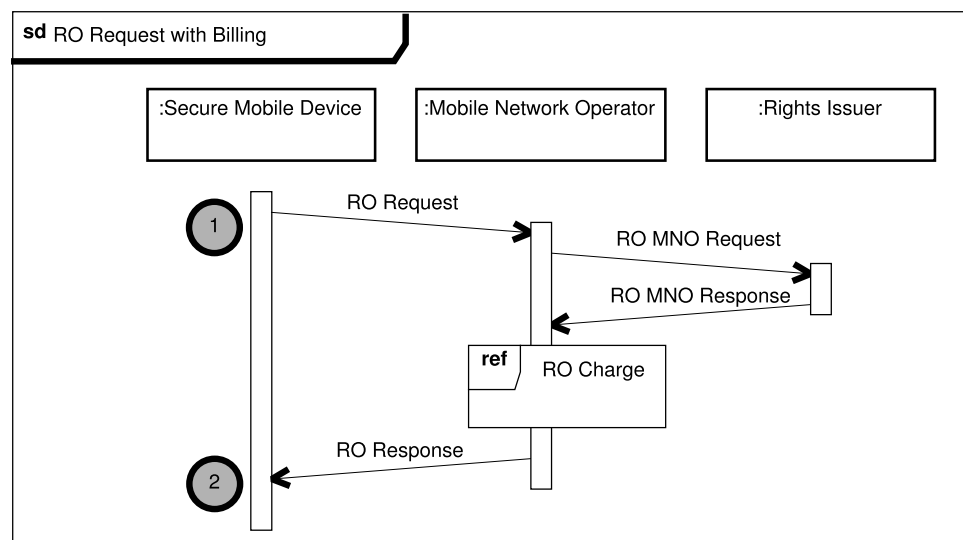 sd RO Request with Billing
:Secure Mobile Device
:Mobile Network Operator
:Rights Issuer
RO Request
1
RO MNO Request
RO MNO Response
ref
RO Charge
RO Response
2